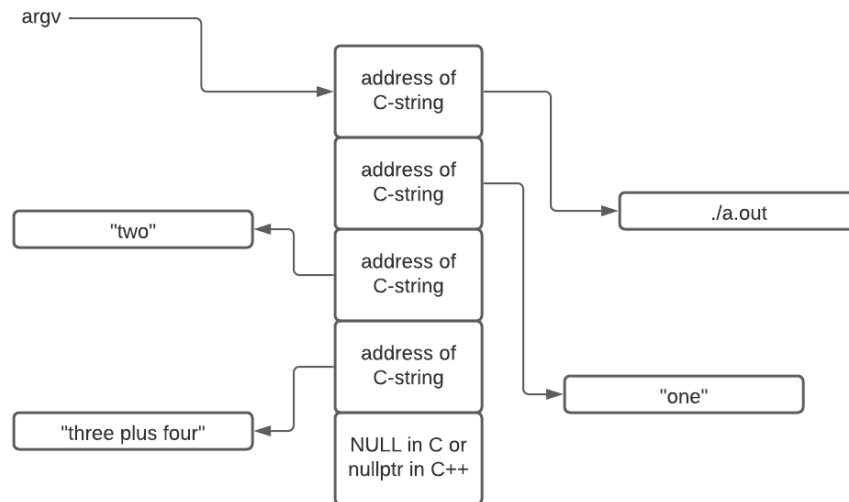 argv
address of
C-string
address of
C-string
./a.out
"two"
address of
C-string
address of
C-string
"one"
"three plus four"
NULL in C or
nullptr in C++